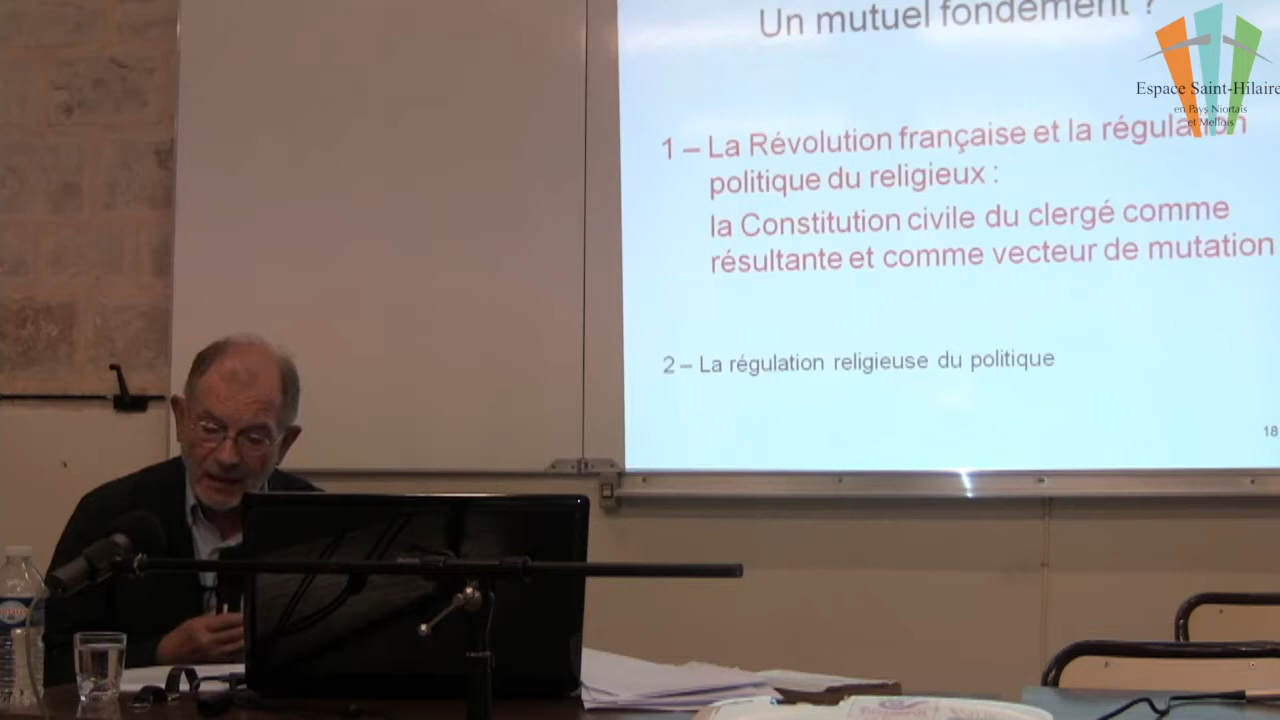 Un mutuel fondement ?
Espace Saint-Hilaire
en Pays Niortais
et Mellois
1 – La Révolution française et la régulation
politique du religieux :
la Constitution civile du clergé comme
résultante et comme vecteur de mutation
2 – La régulation religieuse du politique
18